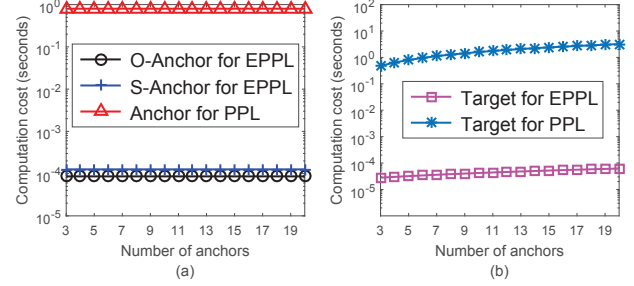 Computation cost (seconds)
10^0
10^-1
10^-2
10^-3
10^-4
10^-5
O-Anchor for EPPL
S-Anchor for EPPL
Anchor for PPL
3 5 7 9 11 13 15 17 19
Number of anchors
(a)
Computation cost (seconds)
10^2
10^1
10^0
10^-1
10^-2
10^-3
10^-4
10^-5
Target for EPPL
Target for PPL
3 5 7 9 11 13 15 17 19
Number of anchors
(b)